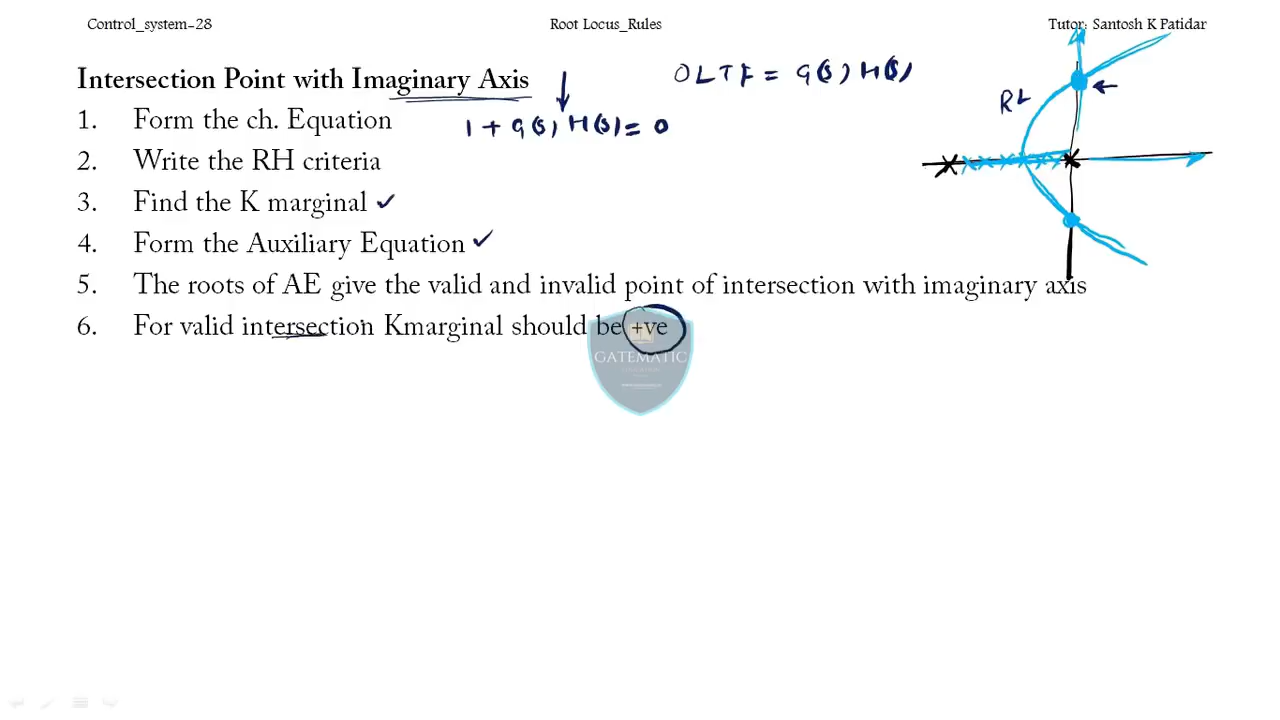 Control_system-28 Root Locus_Rules Tutor: Santosh K Patidar
Intersection Point with Imaginary Axis
OLTF = G(s) H(s)
RL
1. Form the ch. Equation
1 + G(s) H(s) = 0
2. Write the RH criteria
3. Find the K marginal
4. Form the Auxiliary Equation
5. The roots of AE give the valid and invalid point of intersection with imaginary axis
6. For valid intersection Kmarginal should be +ve
GATEMATIC